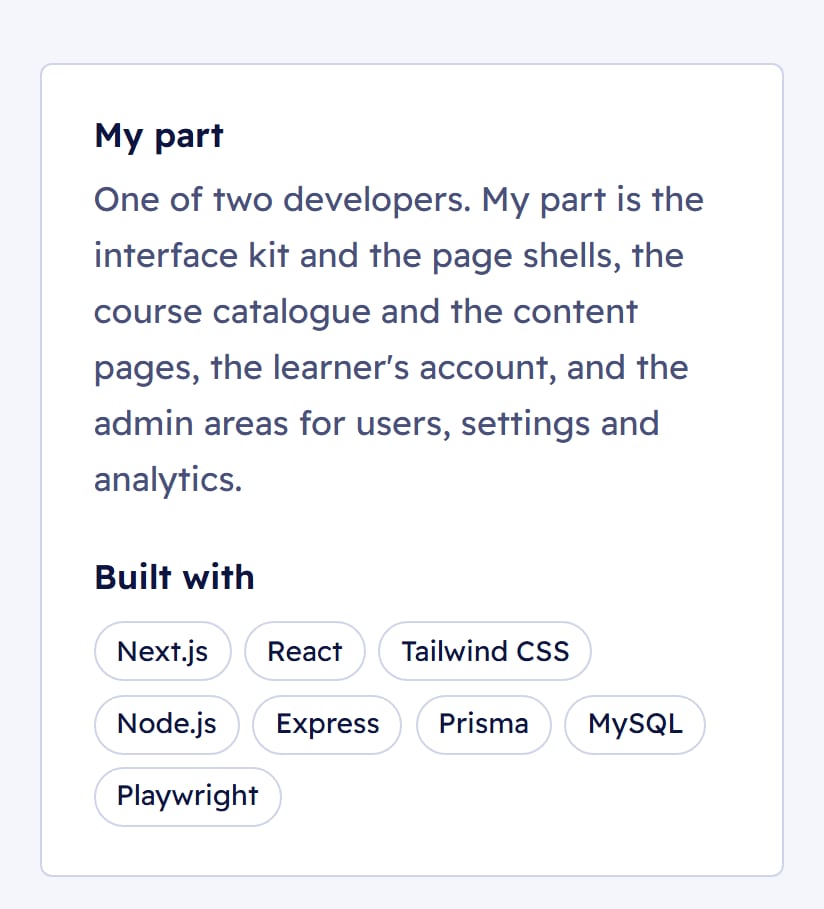 My part
One of two developers. My part is the
interface kit and the page shells, the
course catalogue and the content
pages, the learner's account, and the
admin areas for users, settings and
analytics.
Built with
Next.js React Tailwind CSS
Node.js Express Prisma MySQL
Playwright